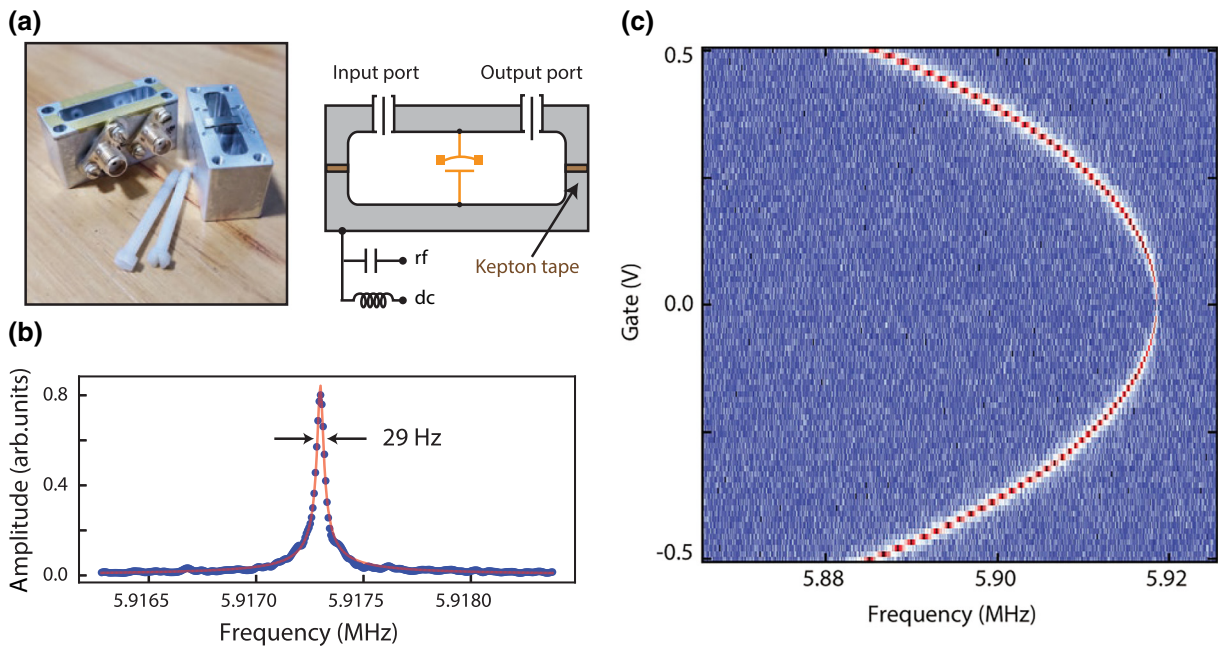 (a)
Input port
Output port
rf
dc
Kepton tape
(b)
Amplitude (arb.units)
0.8
0.4
0.0
29 Hz
5.9165
5.9170
5.9175
5.9180
Frequency (MHz)
(c)
Gate (V)
0.5
0.0
-0.5
5.88
5.90
5.92
Frequency (MHz)